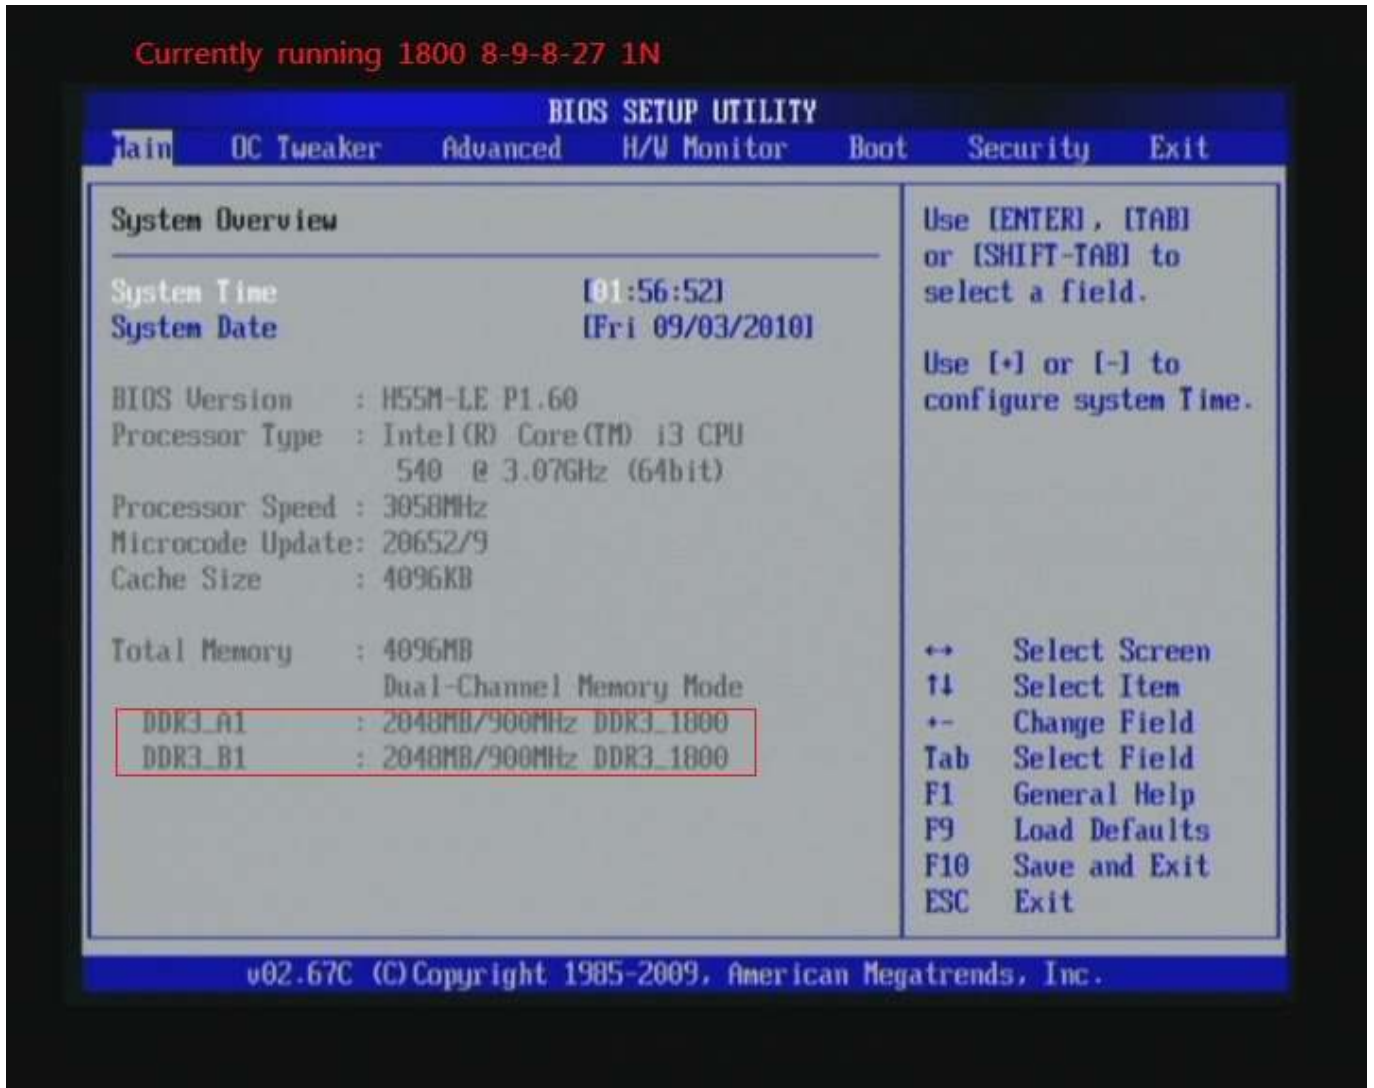 Currently running 1800 8-9-8-27 1N
BIOS SETUP UTILITY
Main OC Tweaker Advanced H/W Monitor Boot Security Exit
System Overview
System Time [01:56:52]
System Date [Fri 09/03/2010]
BIOS Version : H55M-LE P1.60
Processor Type : Intel(R) Core(TM) i3 CPU
540 @ 3.07GHz (64bit)
Processor Speed : 3058MHz
Microcode Update: 20652/9
Cache Size : 4096KB
Total Memory : 4096MB
Dual-Channel Memory Mode
DDR3_A1 : 2048MB/900MHz DDR3_1800
DDR3_B1 : 2048MB/900MHz DDR3_1800
Use [ENTER], [TAB]
or [SHIFT-TAB] to
select a field.
Use [+] or [-] to
configure system Time.
↔ Select Screen
↑↓ Select Item
+- Change Field
Tab Select Field
F1 General Help
F9 Load Defaults
F10 Save and Exit
ESC Exit
v02.67C (C)Copyright 1985-2009, American Megatrends, Inc.